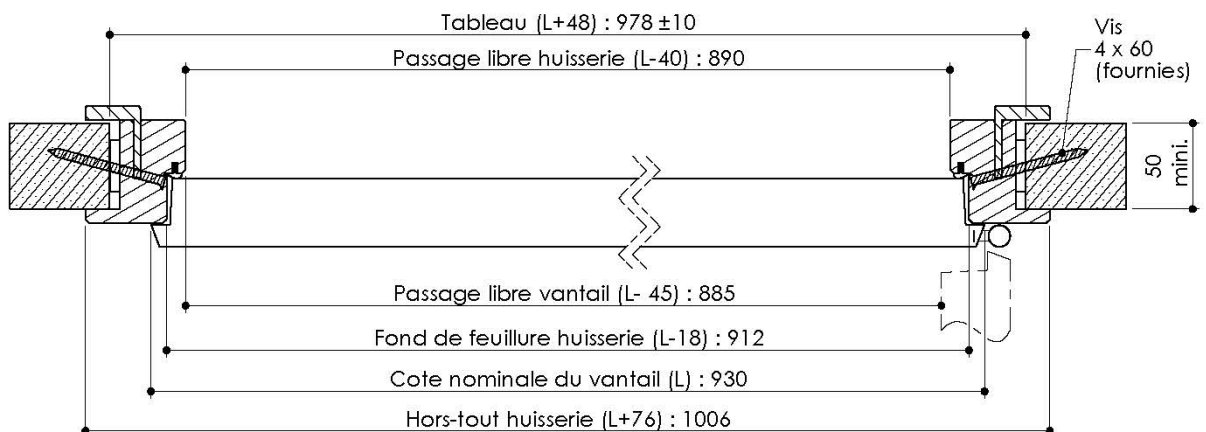 Tableau (L+48) : 978 ±10
Passage libre huisserie (L-40) : 890
Vis
4 x 60
(fournies)
50
mini.
Passage libre vantail (L- 45) : 885
Fond de feuillure huisserie (L-18) : 912
Cote nominale du vantail (L) : 930
Hors-tout huisserie (L+76) : 1006